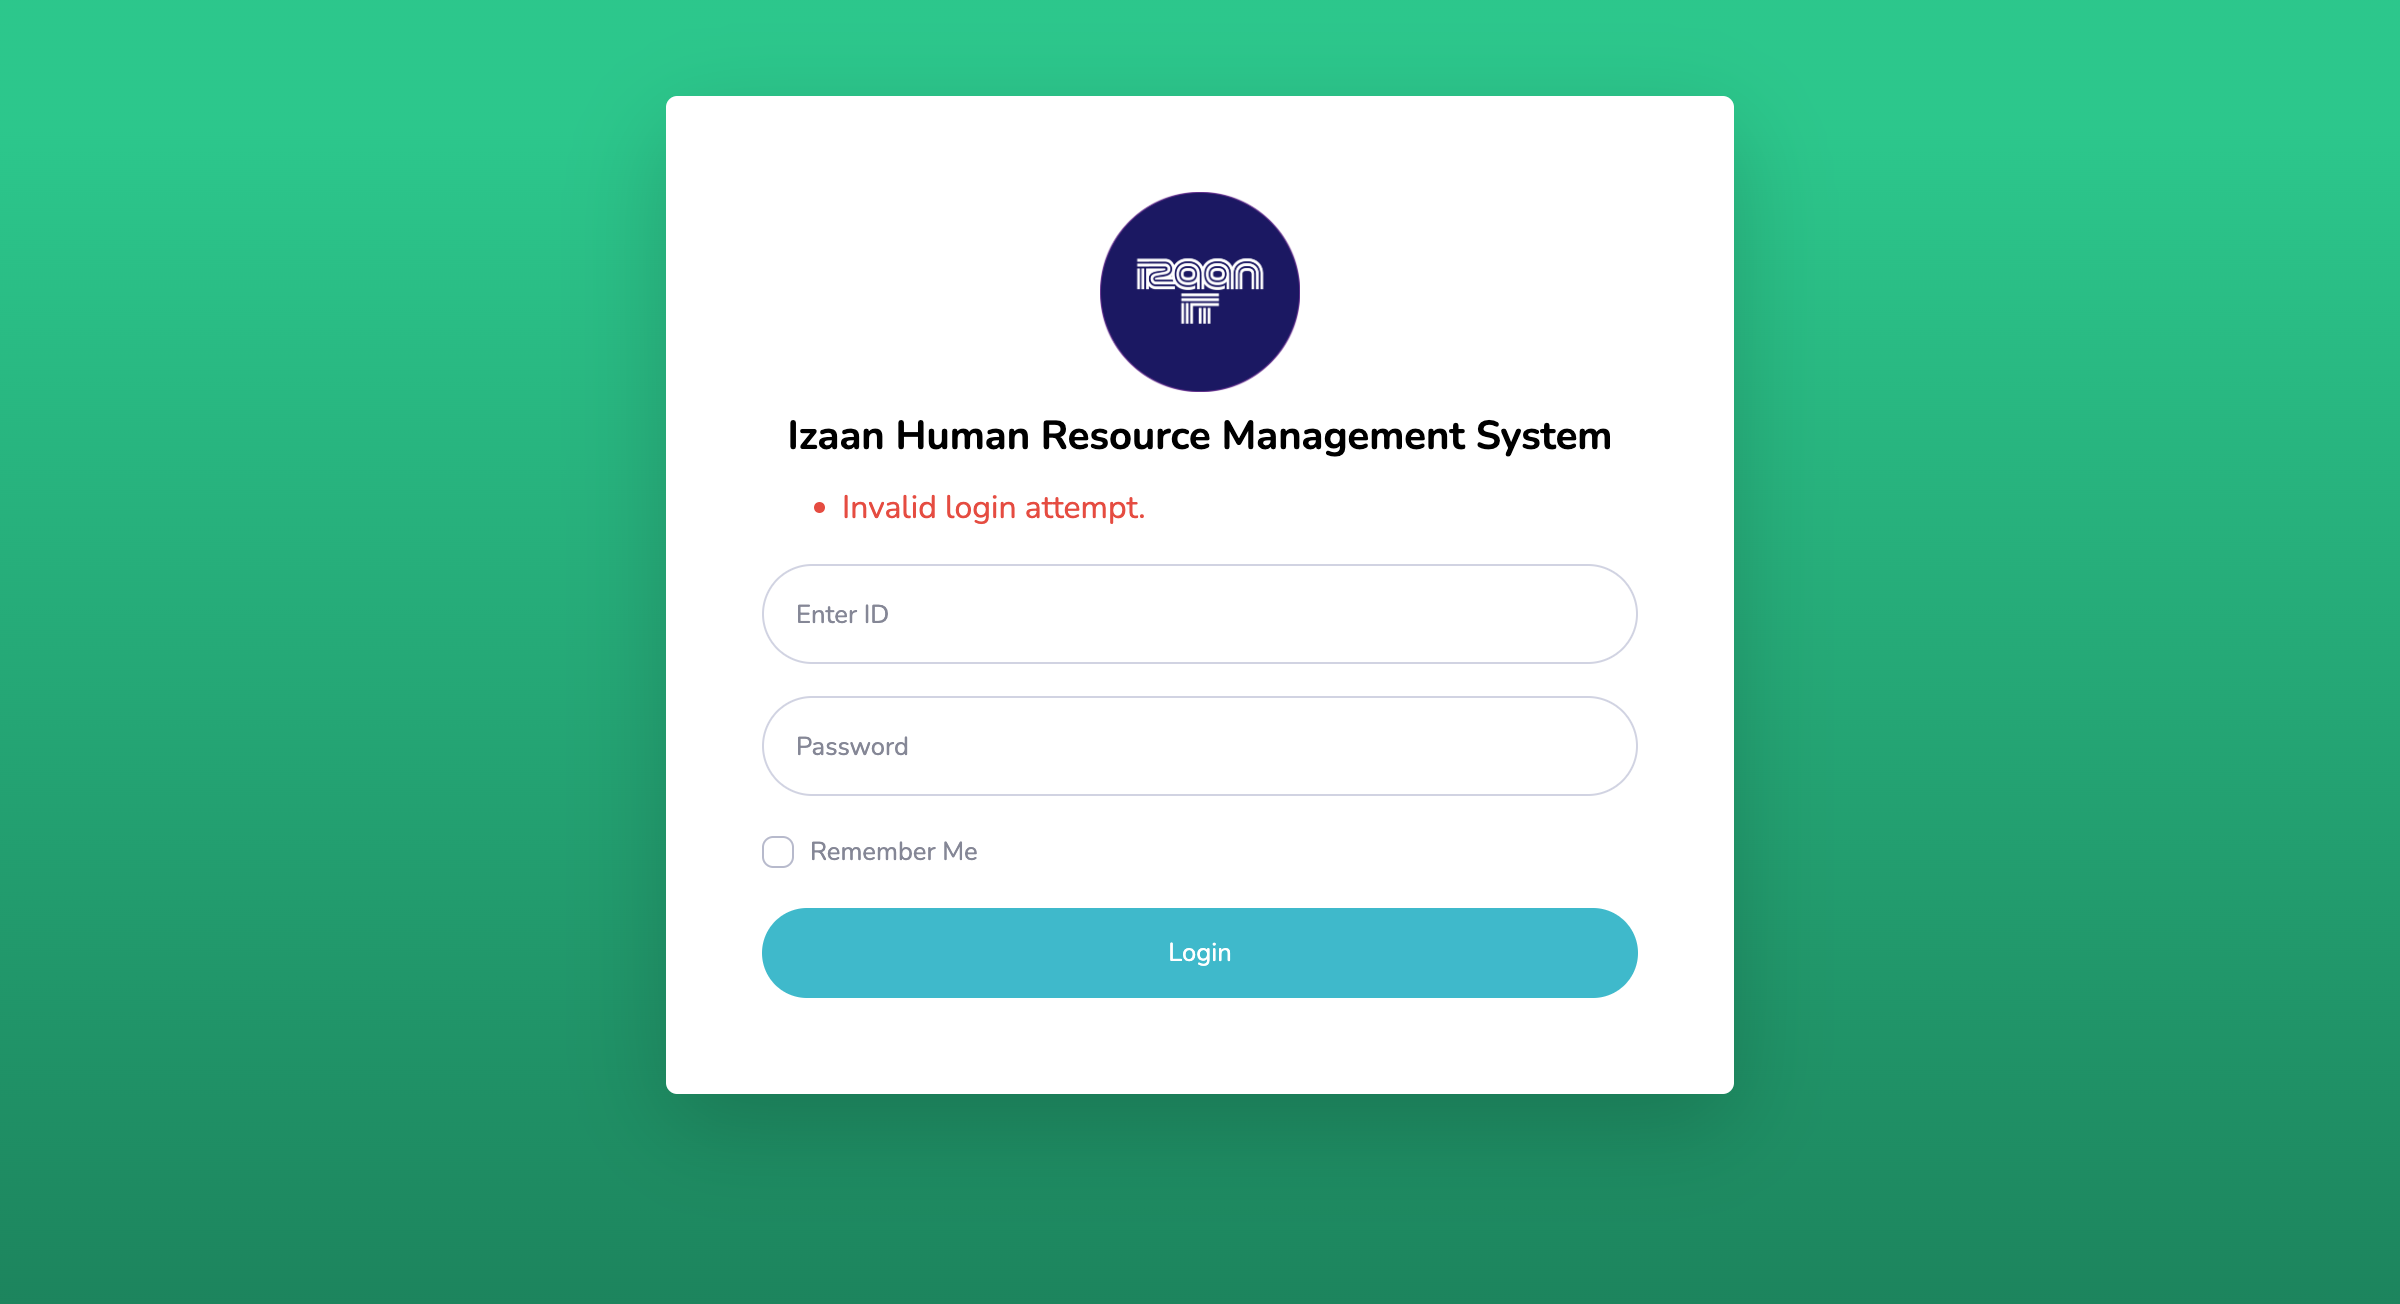 izaan
IT
Izaan Human Resource Management System
Invalid login attempt.
Enter ID
Password
Remember Me
Login